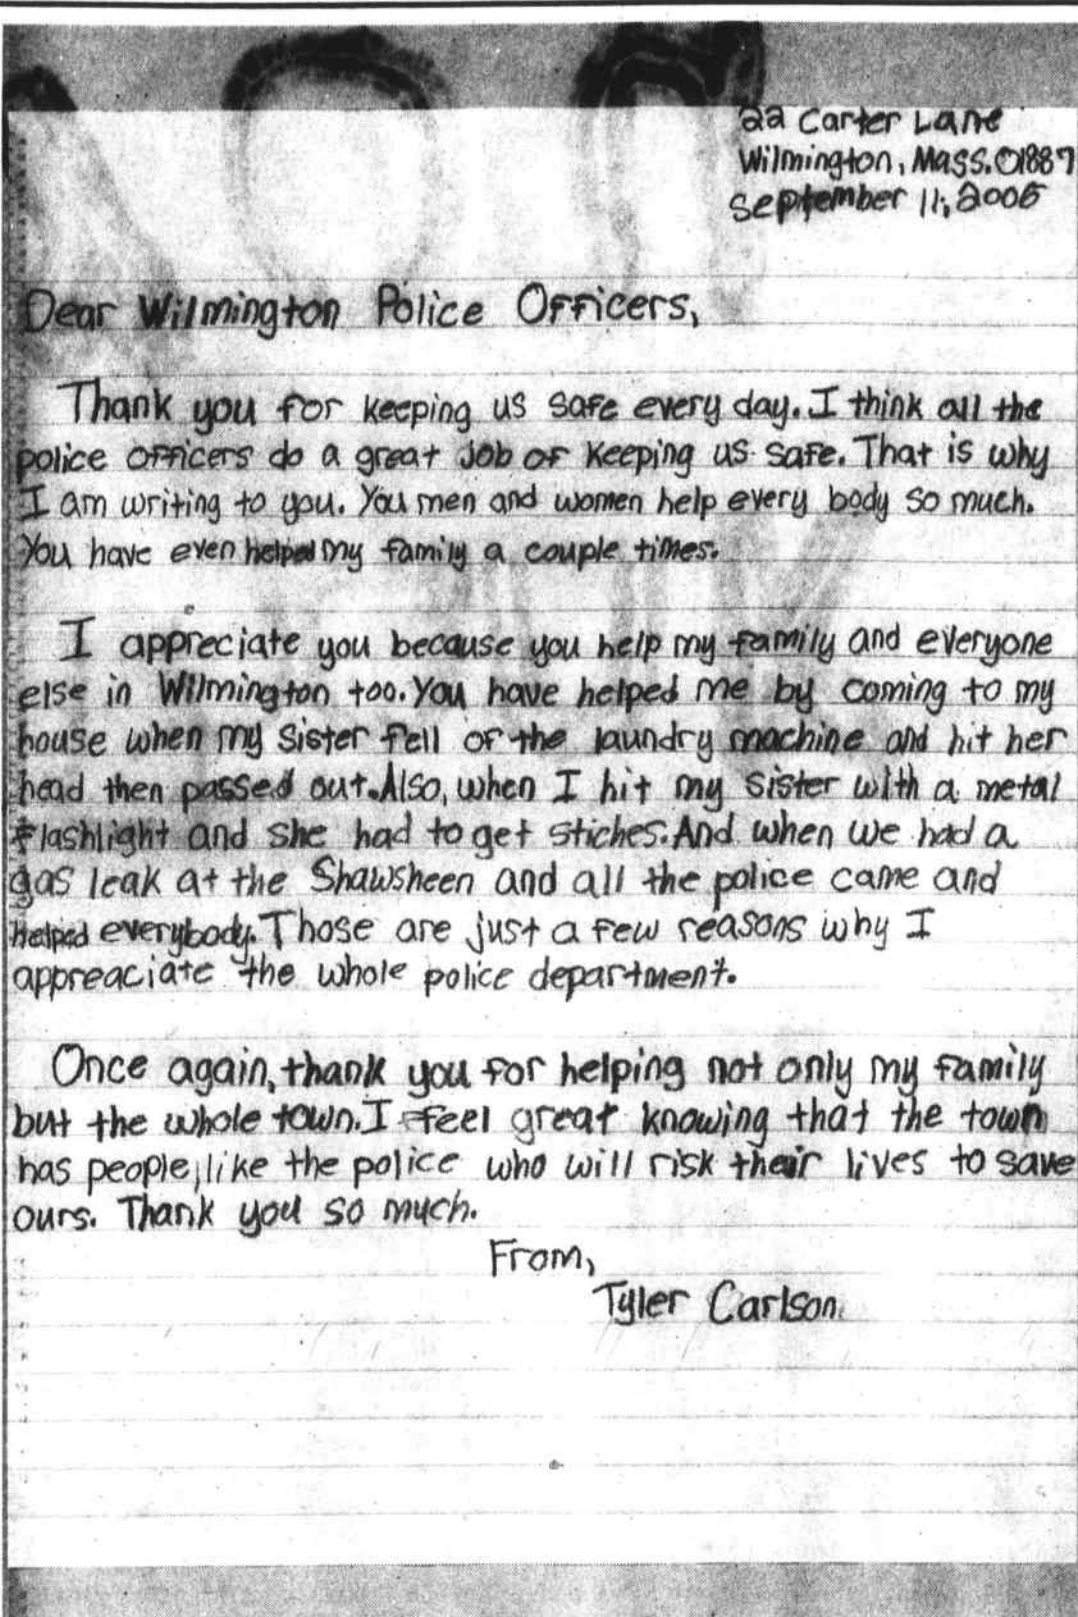 22 Carter Lane
Wilmington, Mass. 01887
September 11, 2006
Dear Wilmington Police Officers,
Thank you for keeping us safe every day. I think all the
police officers do a great job of keeping us safe. That is why
I am writing to you. You men and women help every body so much.
You have even helped my family a couple times.
I appreciate you because you help my family and everyone
else in Wilmington too. You have helped me by coming to my
house when my sister fell of the laundry machine and hit her
head then passed out. Also, when I hit my sister with a metal
flashlight and she had to get stiches. And when we had a
gas leak at the Shawsheen and all the police came and
helped everybody. Those are just a few reasons why I
appreaciate the whole police department.
Once again, thank you for helping not only my family
but the whole town. I feel great knowing that the town
has people, like the police who will risk their lives to save
ours. Thank you so much.
From,
Tyler Carlson